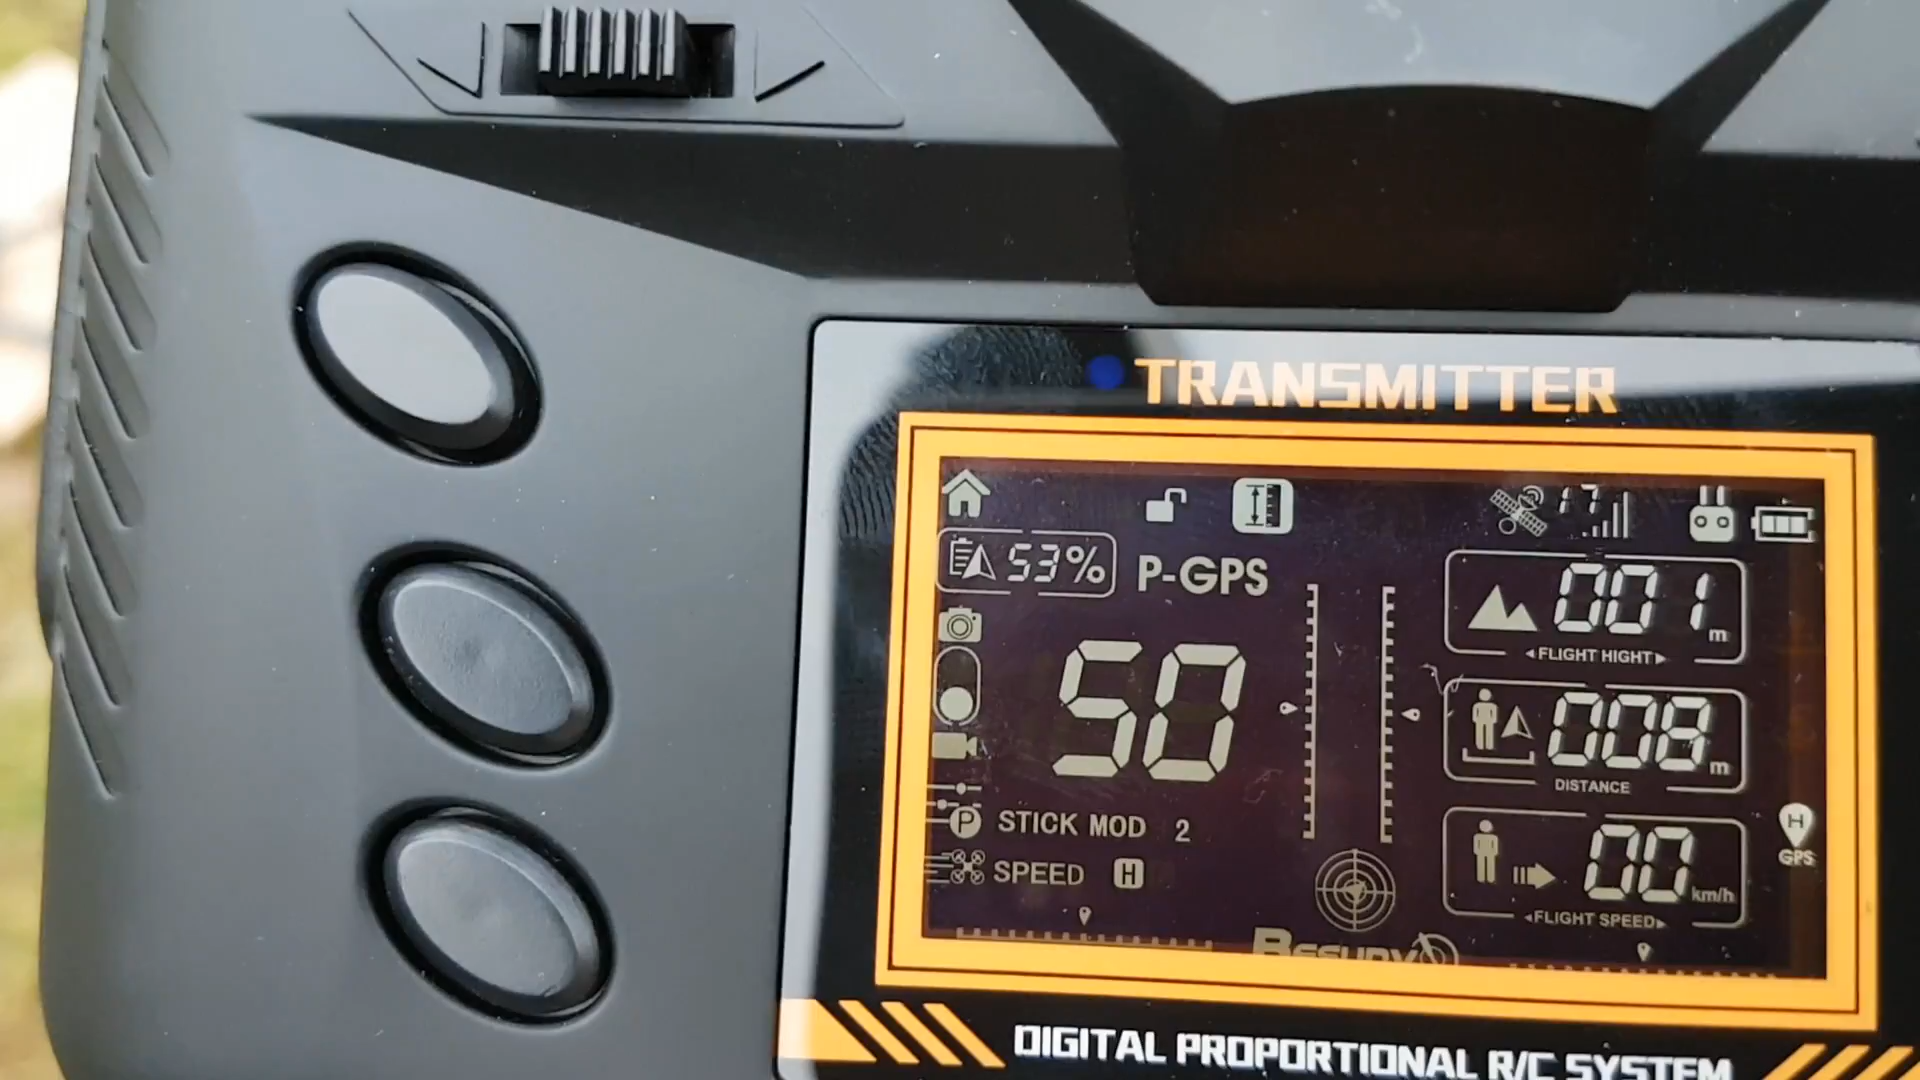 TRANSMITTER
17
53%
P-GPS
001 m
FLIGHT HIGHT
50
008 m
DISTANCE
P STICK MOD 2
SPEED H
00 km/h
FLIGHT SPEED
H
GPS
DIGITAL PROPORTIONAL R/C SYSTEM